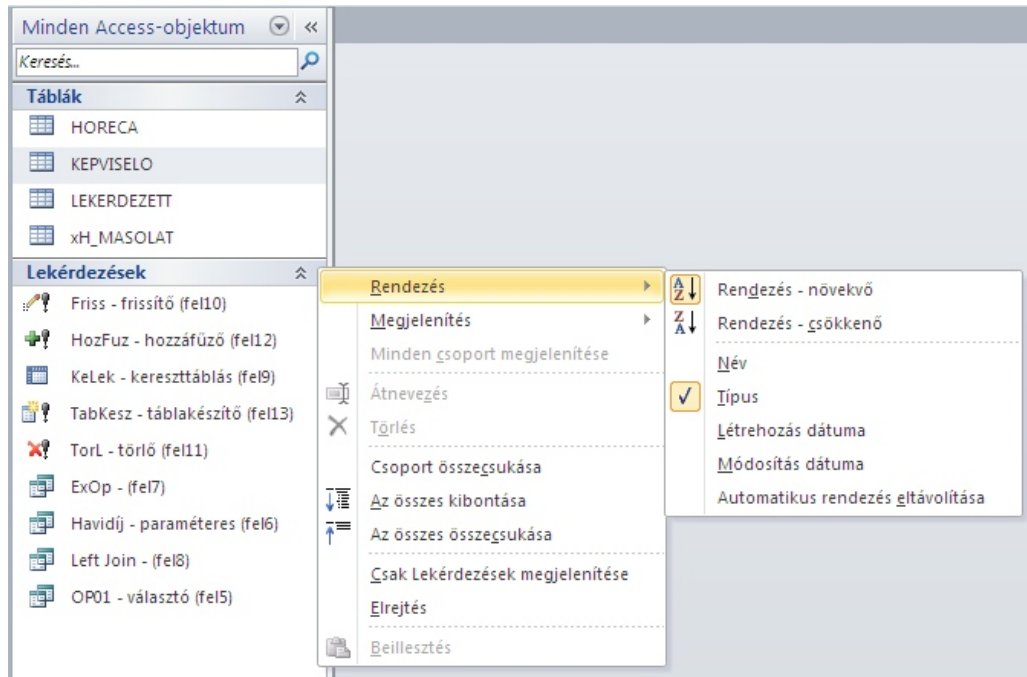 Minden Access-objektum
Keresés...
Táblák
HORECA
KEPVISELO
LEKERDEZETT
xH_MASOLAT
Lekérdezések
Friss - frissítő (fel10)
HozFuz - hozzáfűző (fel12)
KeLek - kereszttáblás (fel9)
TabKesz - táblakészítő (fel13)
TorL - törlő (fel11)
ExOp - (fel7)
Havidíj - paraméteres (fel6)
Left Join - (fel8)
OP01 - választó (fel5)
Rendezés
Megjelenítés
Minden csoport megjelenítése
Átnevezés
Törlés
Csoport összecsukása
Az összes kibontása
Az összes összecsukása
Csak Lekérdezések megjelenítése
Elrejtés
Beillesztés
Rendezés - növekvő
Rendezés - csökkenő
Név
Típus
Létrehozás dátuma
Módosítás dátuma
Automatikus rendezés eltávolítása